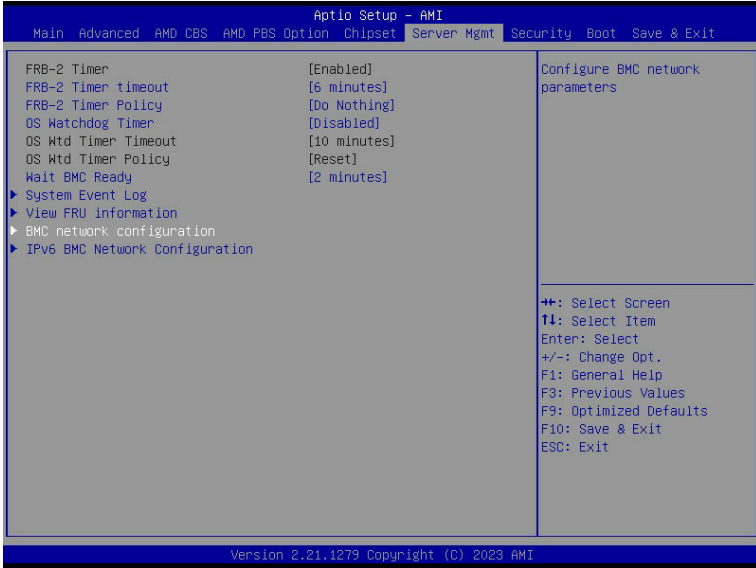 Aptio Setup – AMI
Main Advanced AMD CBS AMD PBS Option Chipset Server Mgmt Security Boot Save & Exit
FRB-2 Timer [Enabled]
FRB-2 Timer timeout [6 minutes]
FRB-2 Timer Policy [Do Nothing]
OS Watchdog Timer [Disabled]
OS Wtd Timer Timeout [10 minutes]
OS Wtd Timer Policy [Reset]
Wait BMC Ready [2 minutes]
System Event Log
View FRU information
BMC network configuration
IPv6 BMC Network Configuration
Configure BMC network
parameters
→←: Select Screen
↑↓: Select Item
Enter: Select
+/-: Change Opt.
F1: General Help
F3: Previous Values
F9: Optimized Defaults
F10: Save & Exit
ESC: Exit
Version 2.21.1279 Copyright (C) 2023 AMI